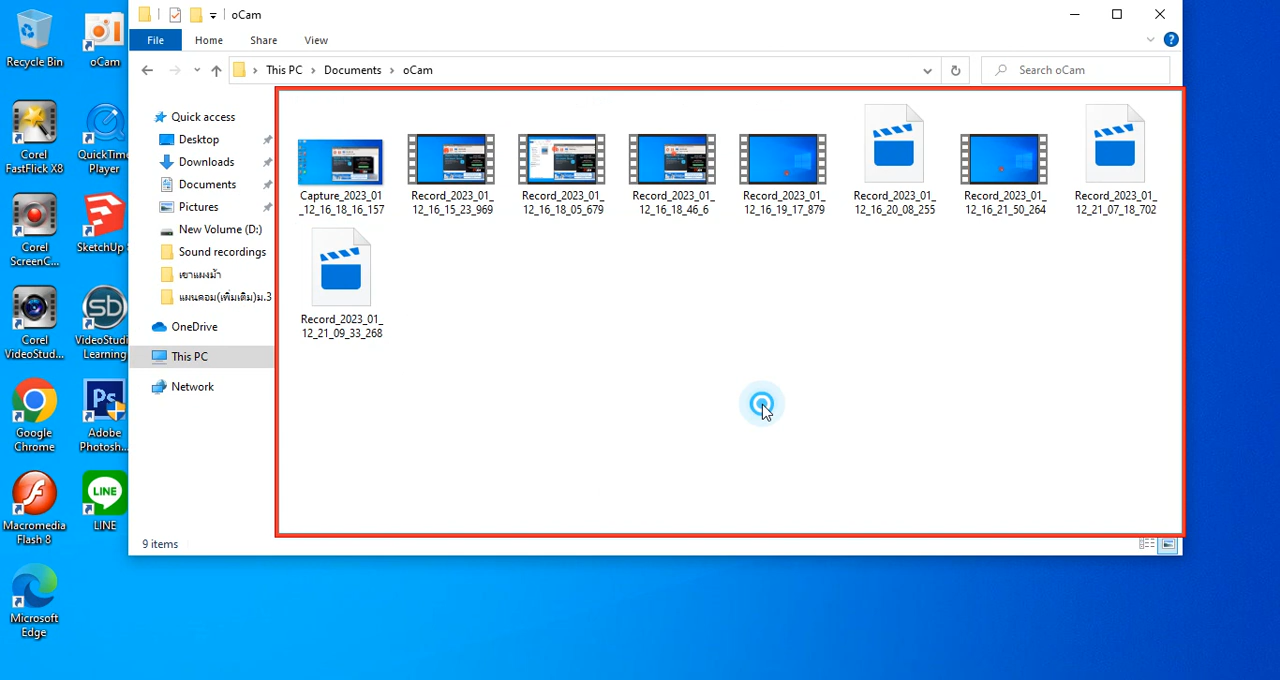 oCam
File
Home
Share
View
This PC
Documents
oCam
Search oCam
Quick access
Desktop
Downloads
Documents
Pictures
New Volume (D:)
Sound recordings
เขาแผงม้า
แผนคอม(เพิ่มเติม)ม.3
OneDrive
This PC
Network
Capture_2023_01
_12_16_18_16_157
Record_2023_01_
12_16_15_23_969
Record_2023_01_
12_16_18_05_679
Record_2023_01_
12_16_18_46_6
Record_2023_01_
12_16_19_17_879
Record_2023_01_
12_16_20_08_255
Record_2023_01_
12_16_21_50_264
Record_2023_01_
12_21_07_18_702
Record_2023_01_
12_21_09_33_268
9 items
Recycle Bin
oCam
Corel
FastFlick X8
QuickTime
Player
Corel
ScreenC...
SketchUp 8
Corel
VideoStud...
VideoStudi
Learning
Google
Chrome
Adobe
Photosh...
Macromedia
Flash 8
LINE
LINE
Microsoft
Edge